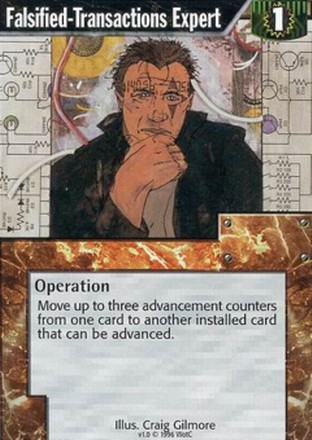 Falsified-Transactions Expert
1
Operation
Move up to three advancement counters
from one card to another installed card
that can be advanced.
Illus. Craig Gilmore
v1.0 © 1996 WotC